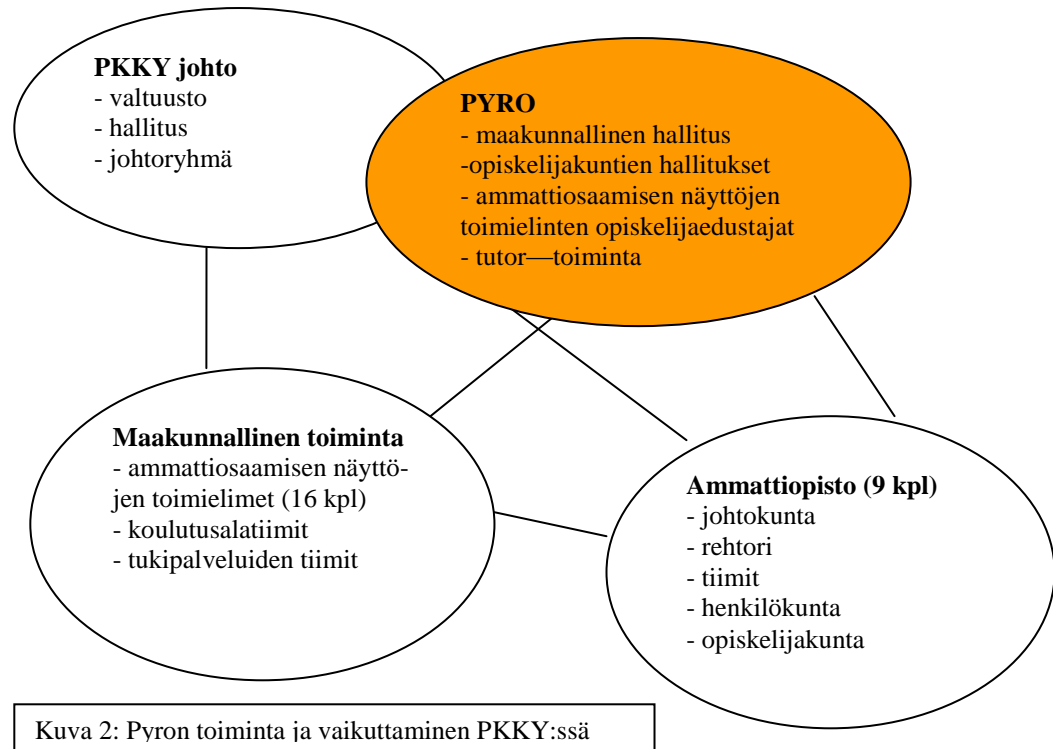 PKKY johto
- valtuusto
- hallitus
- johtoryhmä
PYRO
- maakunnallinen hallitus
-opiskelijakuntien hallitukset
- ammattiosaamisen näyttöjen
toimielinten opiskelijaedustajat
- tutor—toiminta
Maakunnallinen toiminta
- ammattiosaamisen näyttö-
jen toimielimet (16 kpl)
- koulutusalatiimit
- tukipalveluiden tiimit
Ammattiopisto (9 kpl)
- johtokunta
- rehtori
- tiimit
- henkilökunta
- opiskelijakunta
Kuva 2: Pyron toiminta ja vaikuttaminen PKKY:ssä